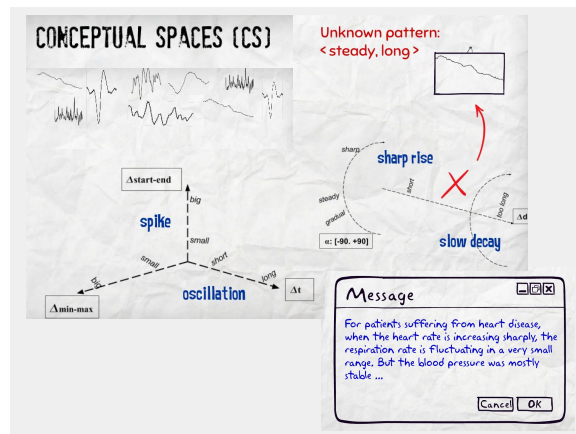 CONCEPTUAL SPACES (CS)
Unknown pattern:
< steady, long >
sharp
sharp rise
steady
gradual
short
too long
α: [-90. +90]
slow decay
Δd
Δstart-end
big
spike
small
small
short
big
oscillation
long
Δt
Δmin-max
Message
For patients suffering from heart disease,
when the heart rate is increasing sharply, the
respiration rate is fluctuating in a very small
range. But the blood pressure was mostly
stable ...
Cancel OK